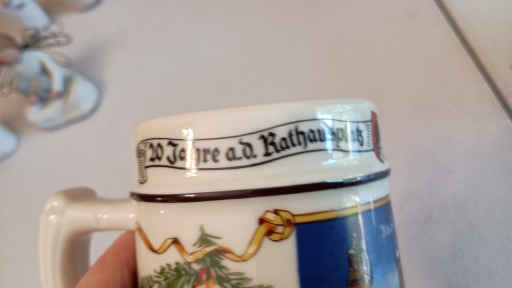 20 Jahre a.d. Rathausplatz